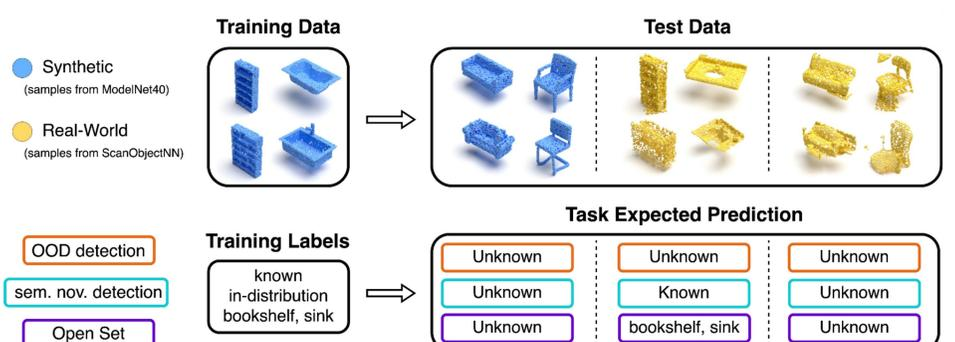 Training Data
Test Data
Synthetic
(samples from ModelNet40)
Real-World
(samples from ScanObjectNN)
Task Expected Prediction
Training Labels
OOD detection
sem. nov. detection
Open Set
known
in-distribution
bookshelf, sink
Unknown
Unknown
Unknown
Unknown
Known
Unknown
Unknown
bookshelf, sink
Unknown